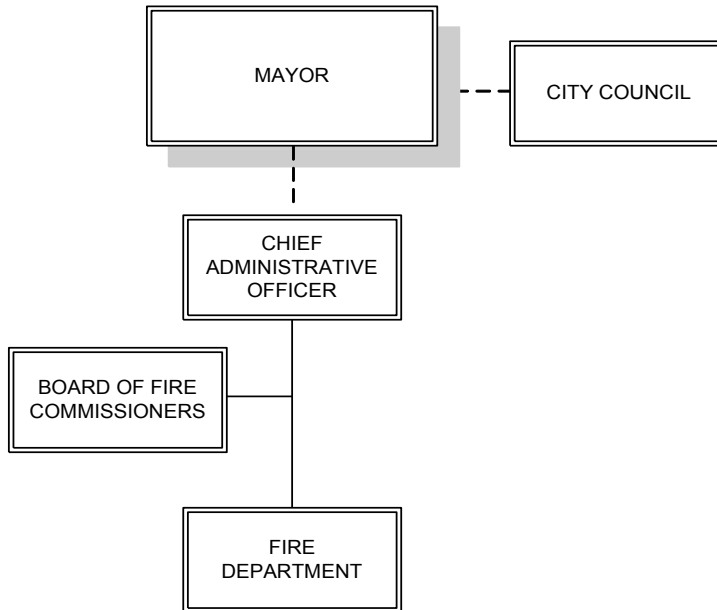 MAYOR
CITY COUNCIL
CHIEF
ADMINISTRATIVE
OFFICER
BOARD OF FIRE
COMMISSIONERS
FIRE
DEPARTMENT